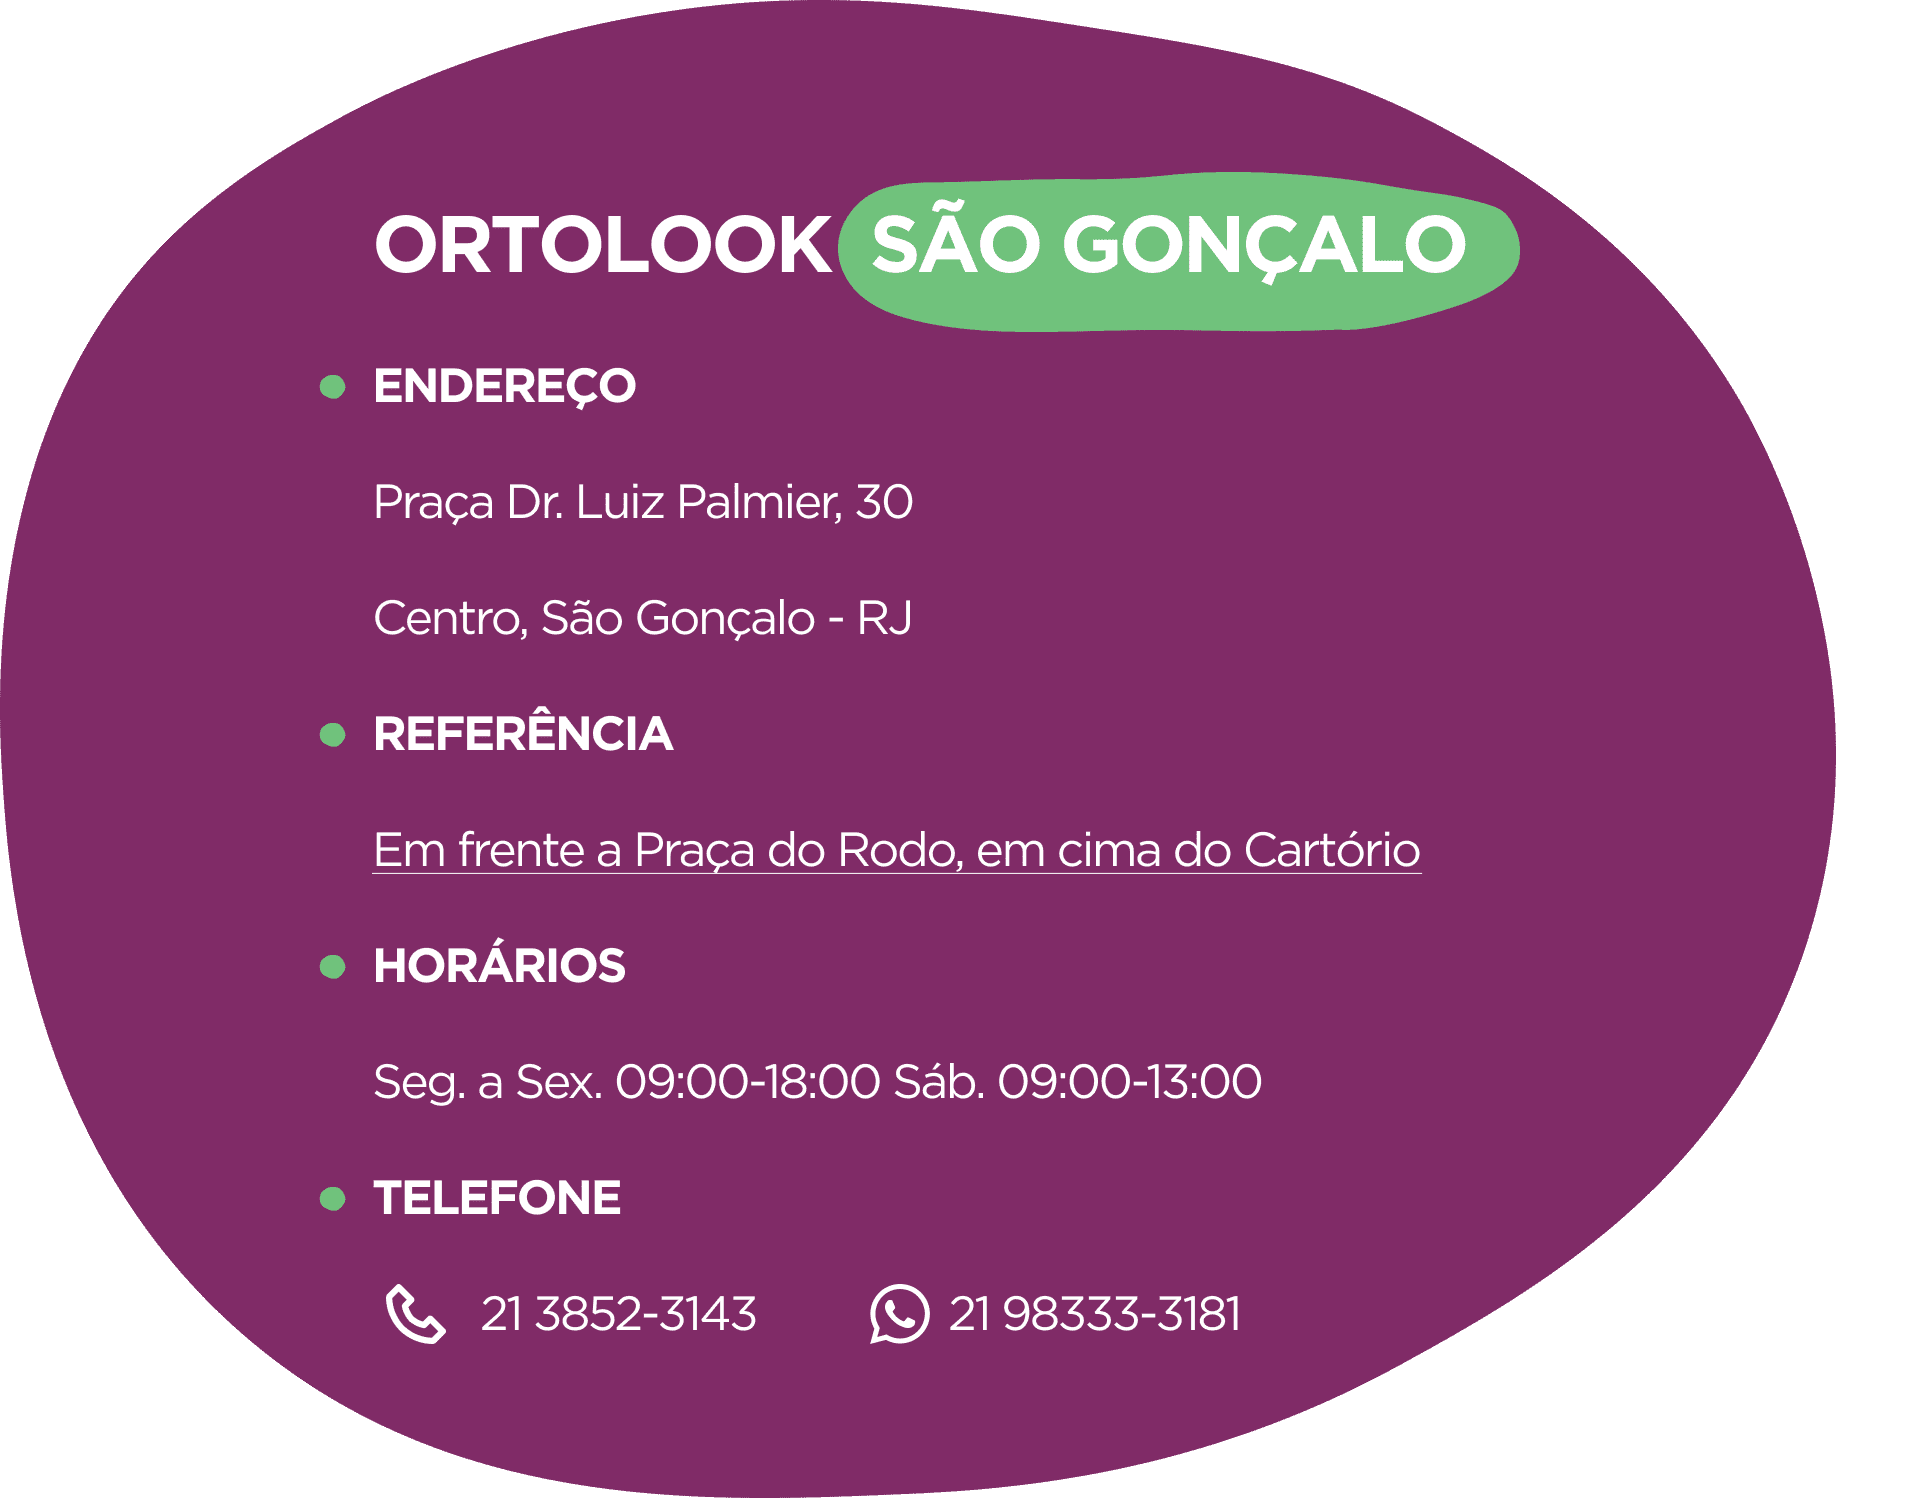 ORTOLOOK SÃO GONÇALO
ENDEREÇO
Praça Dr. Luiz Palmier, 30
Centro, São Gonçalo - RJ
REFERÊNCIA
Em frente a Praça do Rodo, em cima do Cartório
HORÁRIOS
Seg. a Sex. 09:00-18:00 Sáb. 09:00-13:00
TELEFONE
21 3852-3143 21 98333-3181